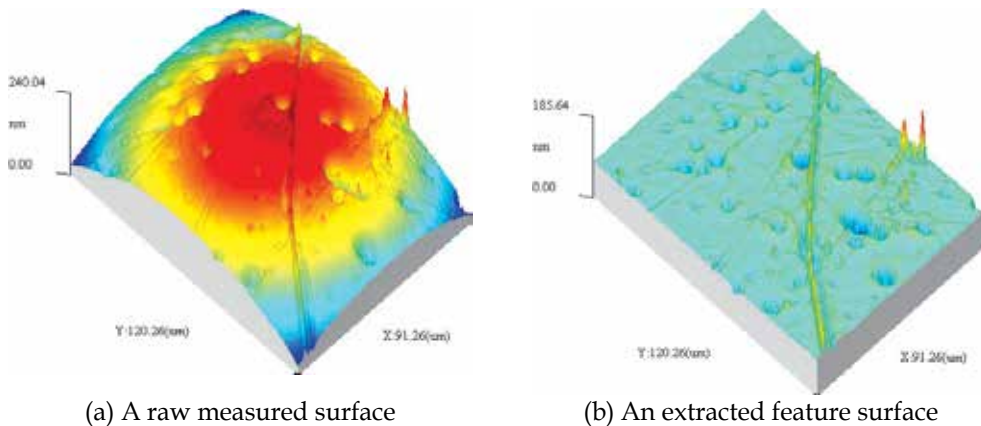 240.04
nm
0.00
Y:120.26(um)
X:91.26(um)
(a) A raw measured surface
185.64
nm
0.00
Y:120.26(um)
X:91.26(um)
(b) An extracted feature surface